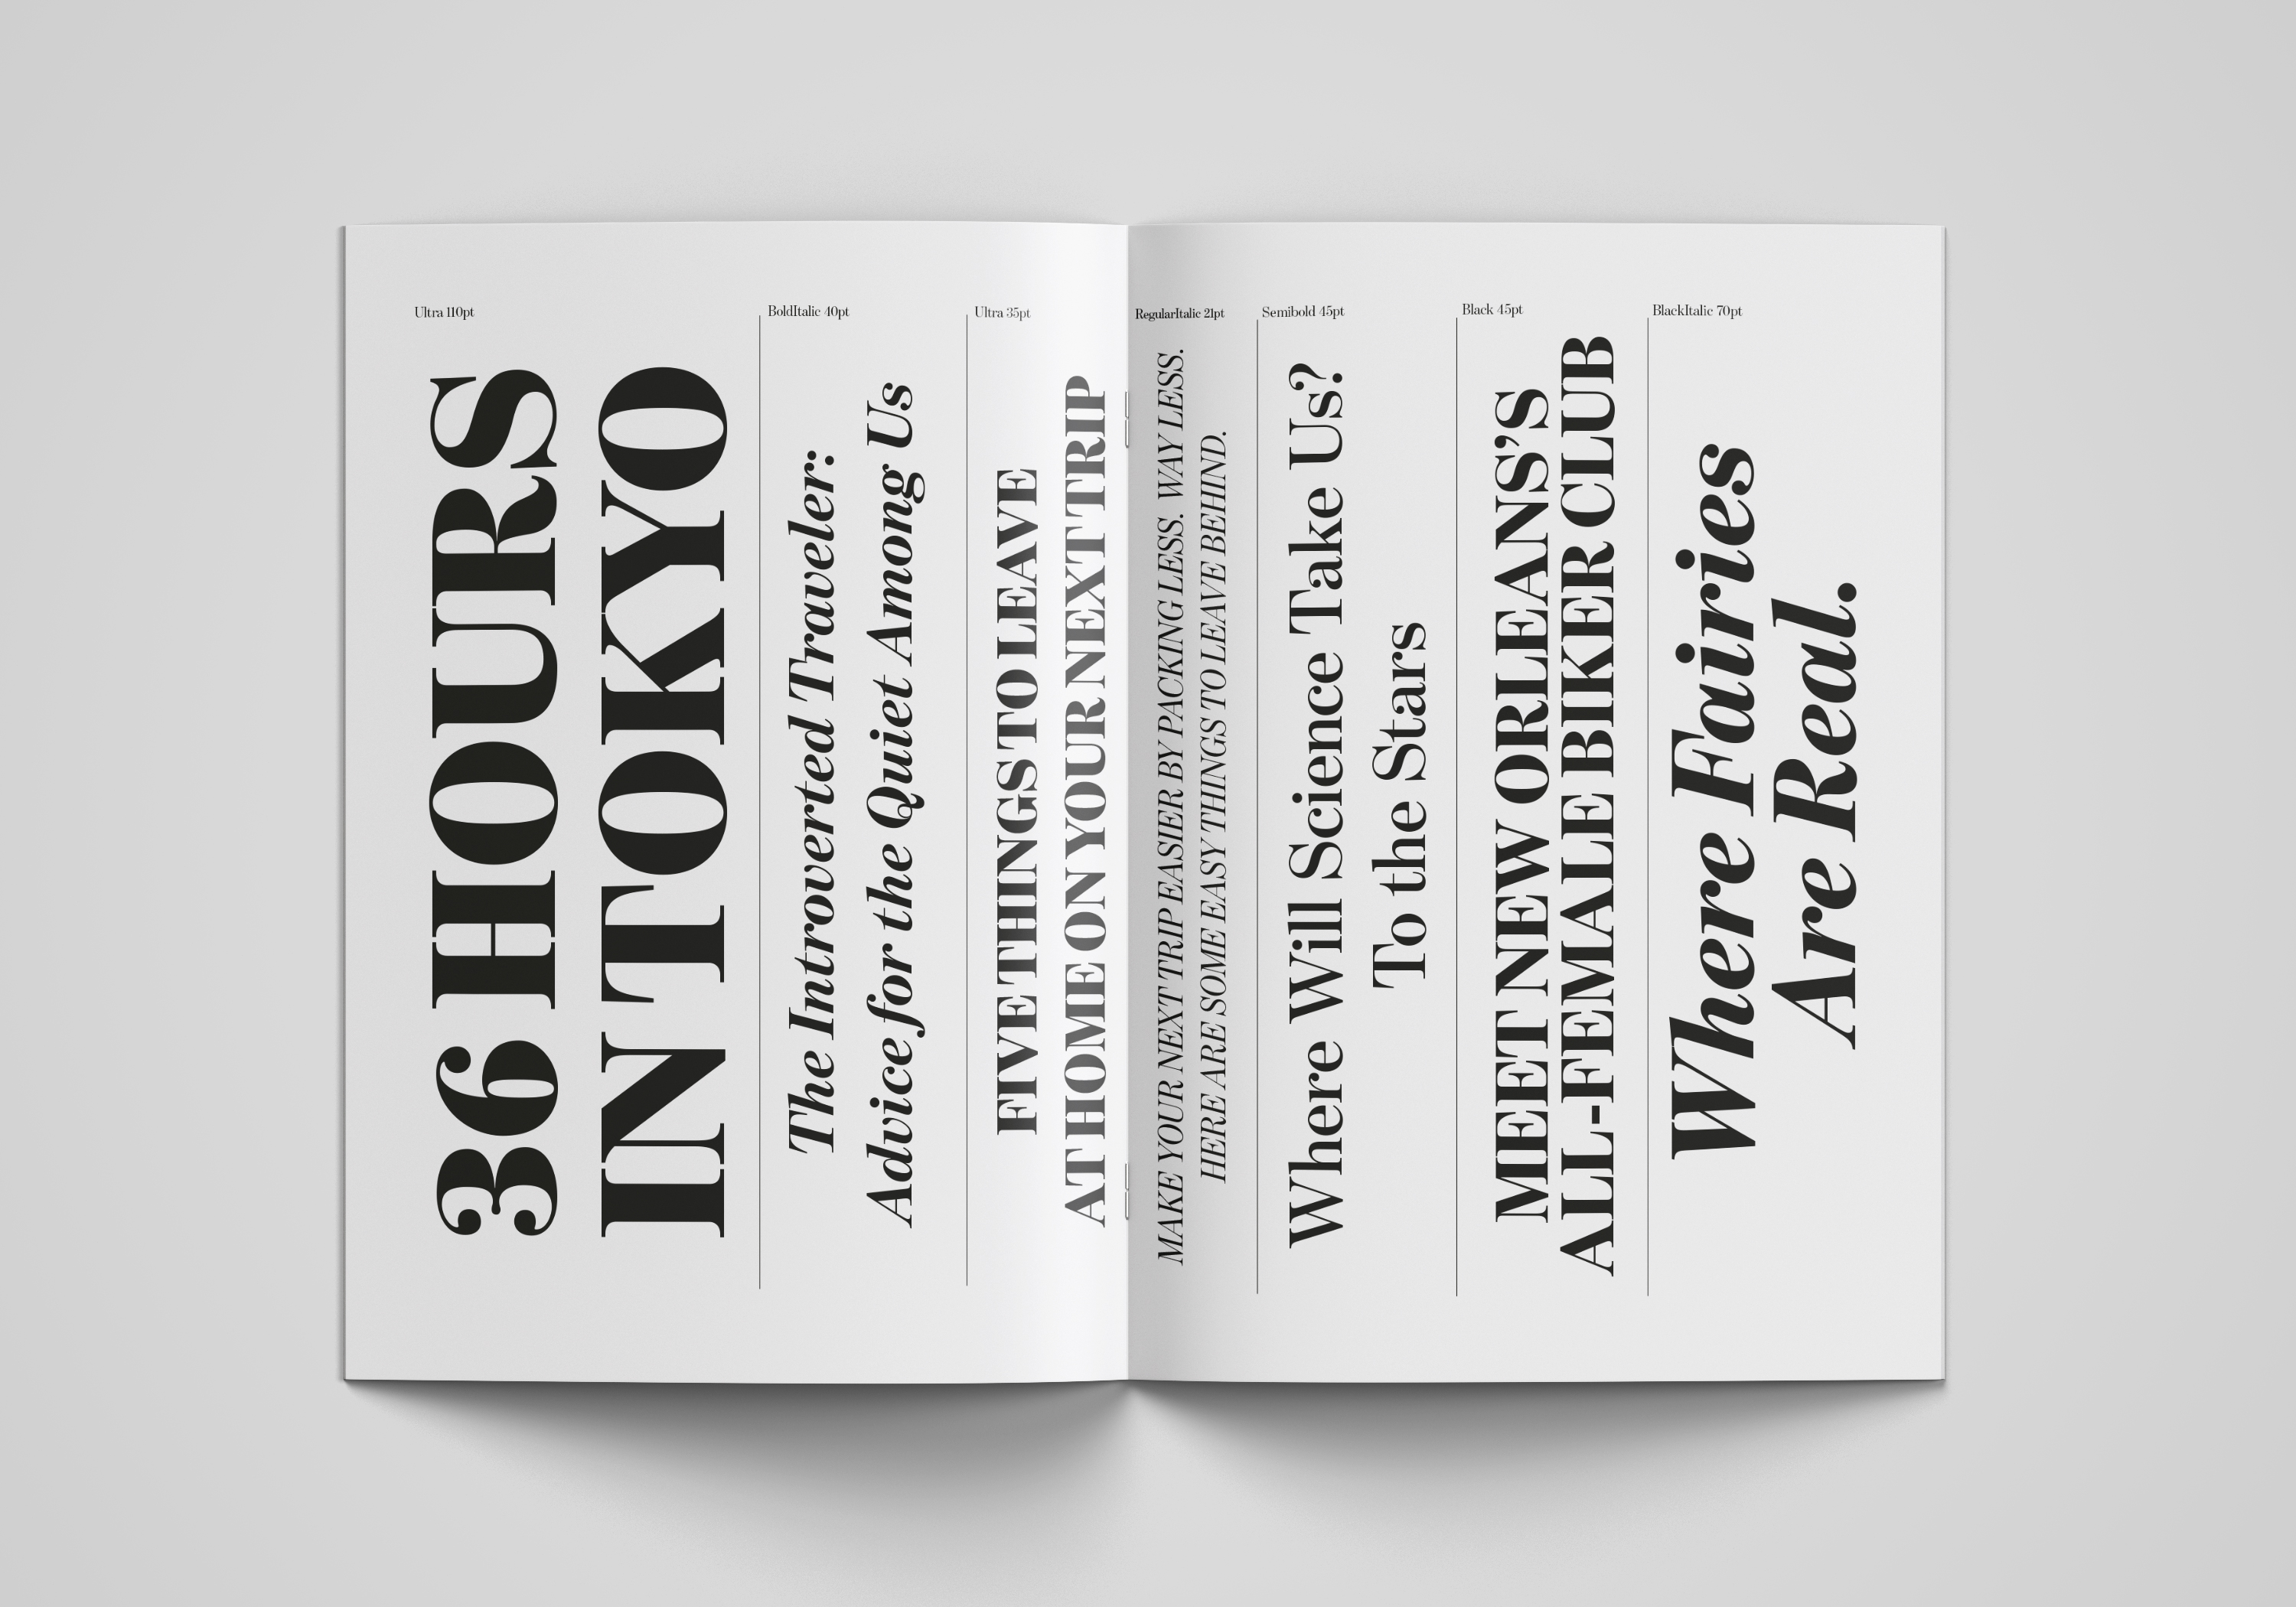 Ultra 110pt
36 HOURS
IN TOKYO
BoldItalic 40pt
The Introverted Traveler:
Advice for the Quiet Among Us
Ultra 35pt
FIVE THINGS TO LEAVE
AT HOME ON YOUR NEXT TRIP
RegularItalic 21pt
MAKE YOUR NEXT TRIP EASIER BY PACKING LESS. WAY LESS.
HERE ARE SOME EASY THINGS TO LEAVE BEHIND.
Semibold 45pt
Where Will Science Take Us?
To the Stars
Black 45pt
MEET NEW ORLEANS'S
ALL-FEMALE BIKER CLUB
BlackItalic 70pt
Where Fairies
Are Real.